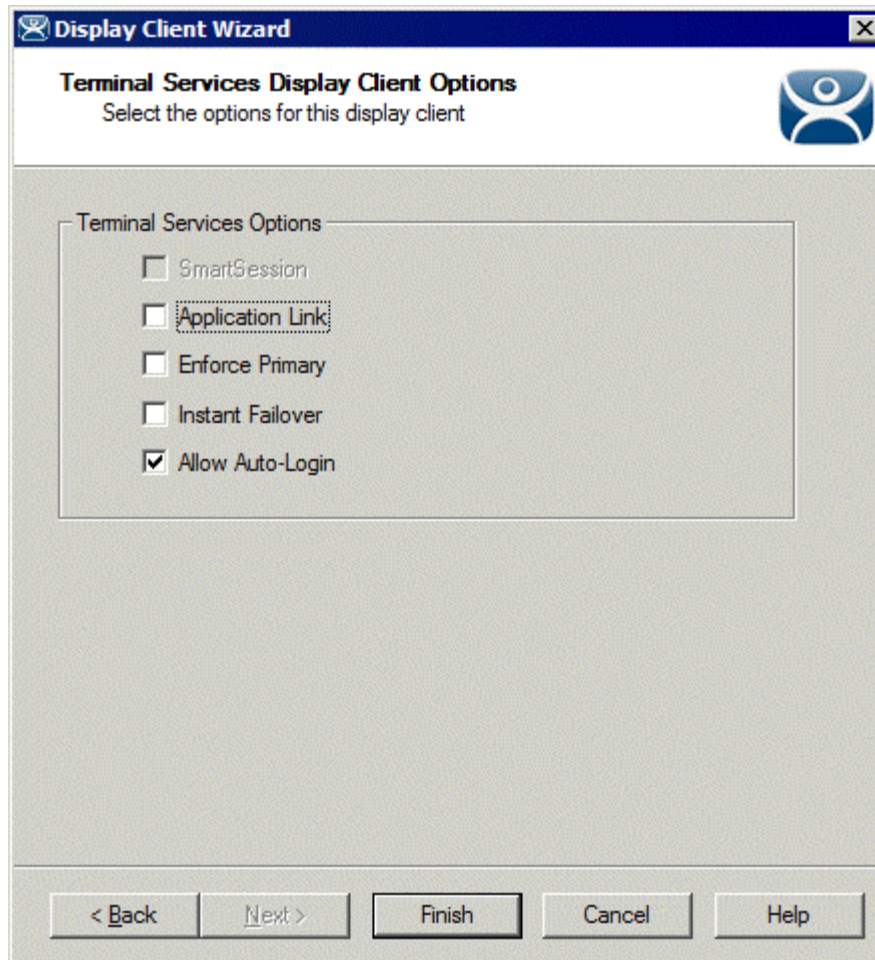 Display Client Wizard
Terminal Services Display Client Options
Select the options for this display client
Terminal Services Options
SmartSession
Application Link
Enforce Primary
Instant Failover
Allow Auto-Login
< Back Next > Finish Cancel Help